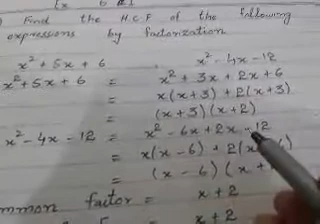 Find the H.C.F of the following
expressions by factorization
x² + 5x + 6 x² - 4x - 12
x² + 5x + 6 = x² + 3x + 2x + 6
= x(x + 3) + 2(x + 3)
= (x + 3)(x + 2)
x² - 4x - 12 = x² - 6x + 2x - 12
= x(x - 6) + 2(x 6)
= (x - 6)(x +
factor = x + 2
= x + 2